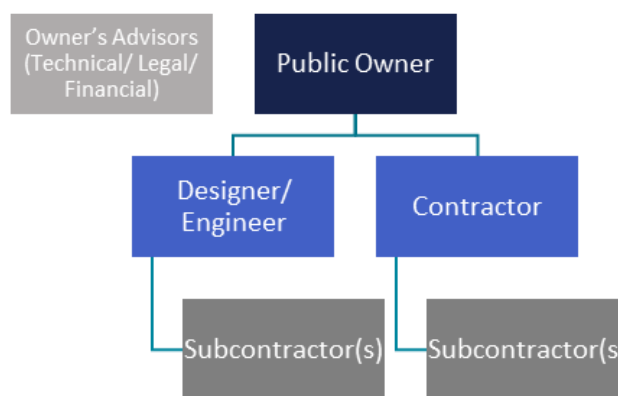 Owner's Advisors
(Technical/ Legal/
Financial)
Public Owner
Designer/
Engineer
Contractor
Subcontractor(s)
Subcontractor(s